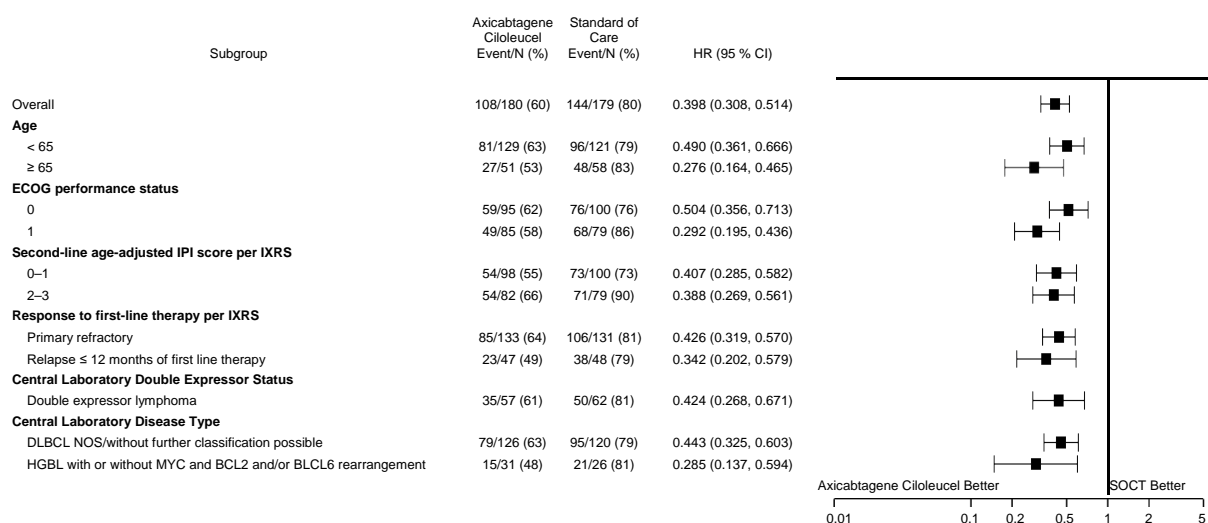 Subgroup Axicabtagene Ciloleucel Event/N (%) Standard of Care Event/N (%) HR (95 % CI)
Overall 108/180 (60) 144/179 (80) 0.398 (0.308, 0.514)
Age
< 65 81/129 (63) 96/121 (79) 0.490 (0.361, 0.666)
≥ 65 27/51 (53) 48/58 (83) 0.276 (0.164, 0.465)
ECOG performance status
0 59/95 (62) 76/100 (76) 0.504 (0.356, 0.713)
1 49/85 (58) 68/79 (86) 0.292 (0.195, 0.436)
Second-line age-adjusted IPI score per IXRS
0–1 54/98 (55) 73/100 (73) 0.407 (0.285, 0.582)
2–3 54/82 (66) 71/79 (90) 0.388 (0.269, 0.561)
Response to first-line therapy per IXRS
Primary refractory 85/133 (64) 106/131 (81) 0.426 (0.319, 0.570)
Relapse ≤ 12 months of first line therapy 23/47 (49) 38/48 (79) 0.342 (0.202, 0.579)
Central Laboratory Double Expressor Status
Double expressor lymphoma 35/57 (61) 50/62 (81) 0.424 (0.268, 0.671)
Central Laboratory Disease Type
DLBCL NOS/without further classification possible 79/126 (63) 95/120 (79) 0.443 (0.325, 0.603)
HGBL with or without MYC and BCL2 and/or BLCL6 rearrangement 15/31 (48) 21/26 (81) 0.285 (0.137, 0.594)
Axicabtagene Ciloleucel Better SOCT Better
0.01 0.1 0.2 0.5 1 2 5